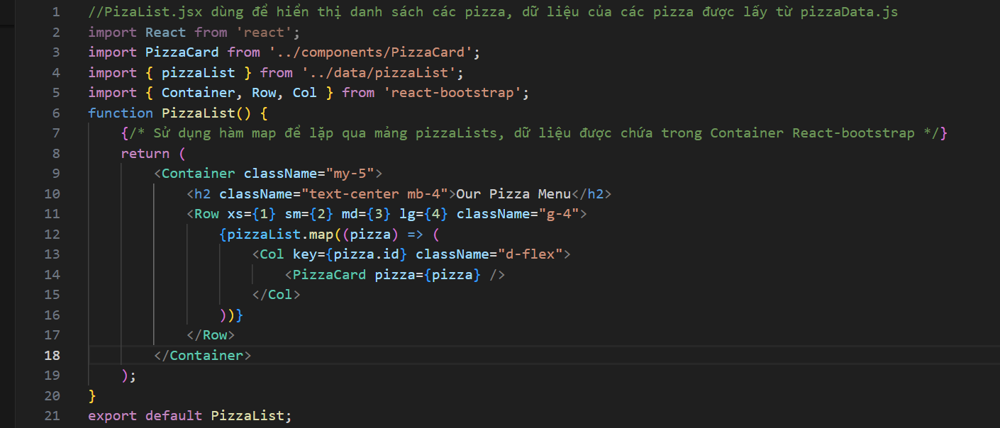 1 //PizaList.jsx dùng để hiển thị danh sách các pizza, dữ liệu của các pizza được lấy từ pizzaData.js
2 import React from 'react';
3 import PizzaCard from '../components/PizzaCard';
4 import { pizzaList } from '../data/pizzaList';
5 import { Container, Row, Col } from 'react-bootstrap';
6 function PizzaList() {
7     {/* Sử dụng hàm map để lặp qua mảng pizzaLists, dữ liệu được chứa trong Container React-bootstrap */}
8     return (
9         <Container className="my-5">
10             <h2 className="text-center mb-4">Our Pizza Menu</h2>
11             <Row xs={1} sm={2} md={3} lg={4} className="g-4">
12                 {pizzaList.map((pizza) => (
13                     <Col key={pizza.id} className="d-flex">
14                         <PizzaCard pizza={pizza} />
15                     </Col>
16                 ))}
17             </Row>
18         </Container>
19     );
20 }
21 export default PizzaList;